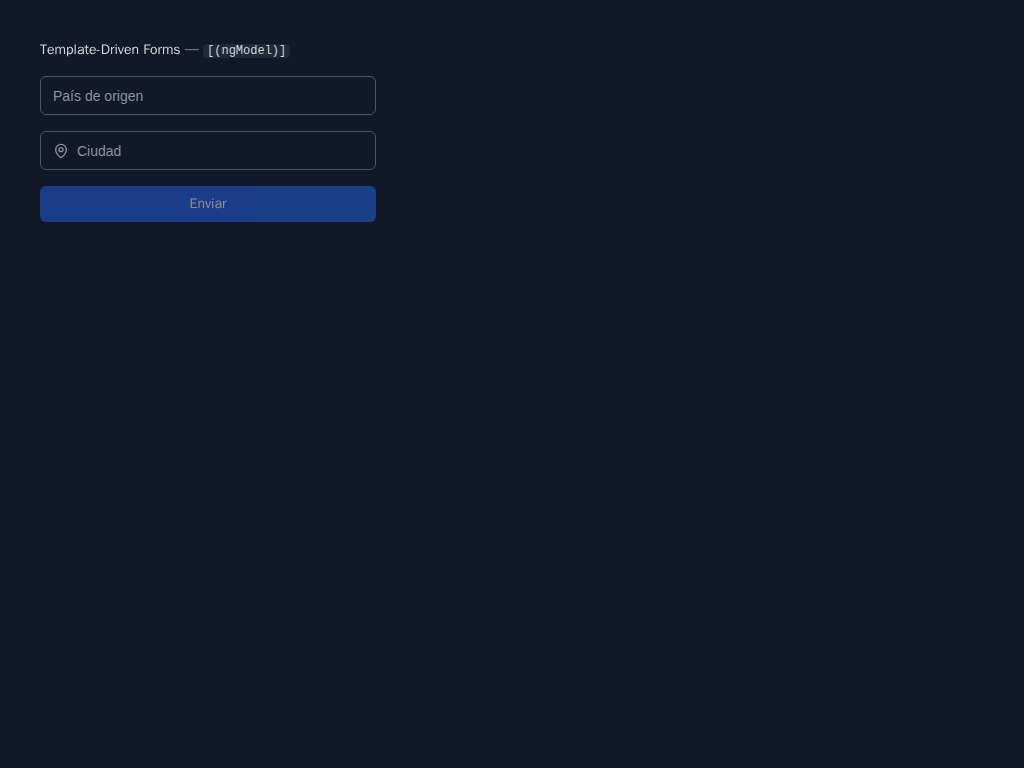 Template-Driven Forms — [(ngModel)]
País de origen
Ciudad
Enviar